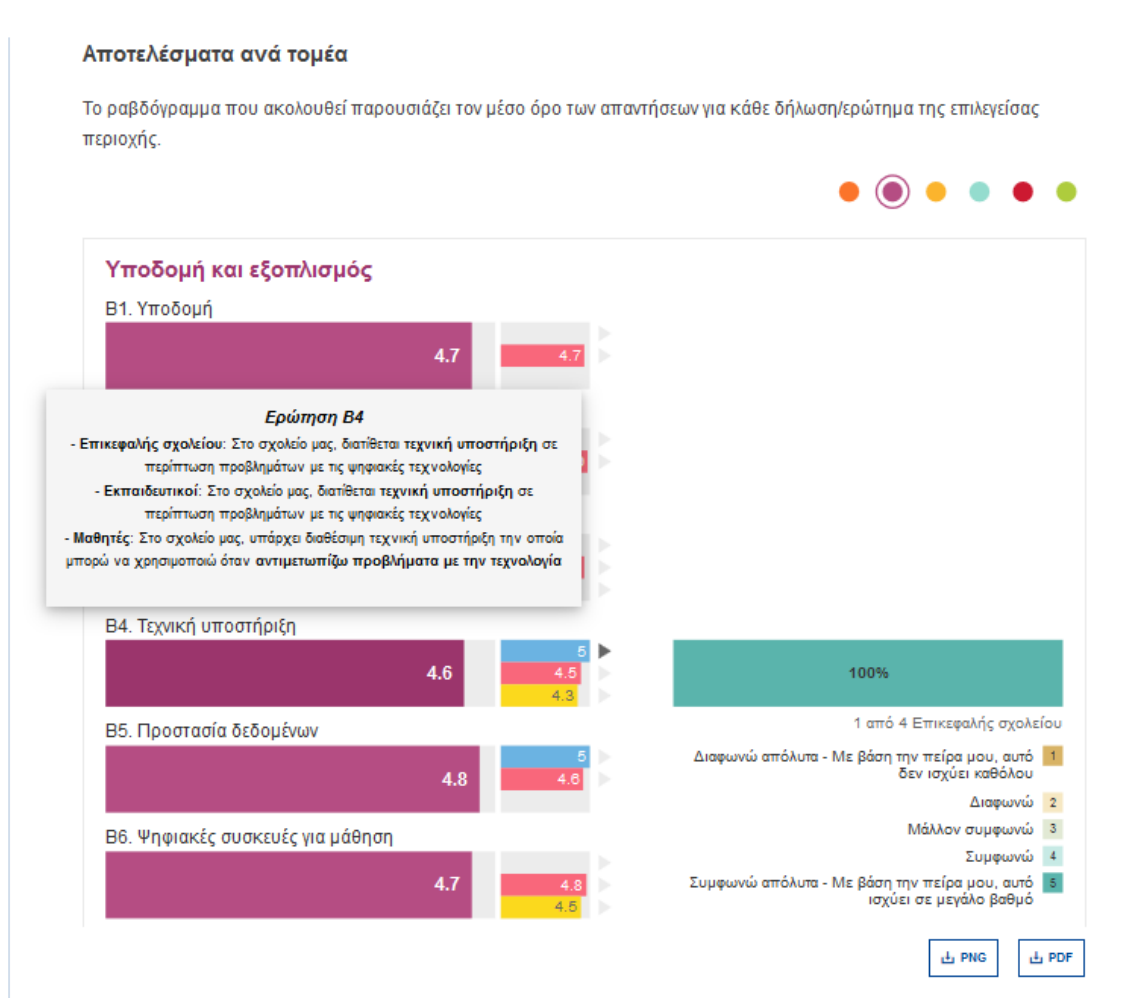 Αποτελέσματα ανά τομέα
Το ραβδόγραμμα που ακολουθεί παρουσιάζει τον μέσο όρο των απαντήσεων για κάθε δήλωση/ερώτημα της επιλεγείσας
περιοχής.
Υποδομή και εξοπλισμός
B1. Υποδομή
4.7
4.7
Ερώτηση B4
- Επικεφαλής σχολείου: Στο σχολείο μας, διατίθεται τεχνική υποστήριξη σε
περίπτωση προβλημάτων με τις ψηφιακές τεχνολογίες
- Εκπαιδευτικοί: Στο σχολείο μας, διατίθεται τεχνική υποστήριξη σε
περίπτωση προβλημάτων με τις ψηφιακές τεχνολογίες
- Μαθητές: Στο σχολείο μας, υπάρχει διαθέσιμη τεχνική υποστήριξη την οποία
μπορώ να χρησιμοποιώ όταν αντιμετωπίζω προβλήματα με την τεχνολογία
B4. Τεχνική υποστήριξη
4.6
5
4.5
4.3
100%
1 από 4 Επικεφαλής σχολείου
B5. Προστασία δεδομένων
4.8
5
4.6
B6. Ψηφιακές συσκευές για μάθηση
4.7
4.8
4.5
Διαφωνώ απόλυτα - Με βάση την πείρα μου, αυτό 1
δεν ισχύει καθόλου
Διαφωνώ 2
Μάλλον συμφωνώ 3
Συμφωνώ 4
Συμφωνώ απόλυτα - Με βάση την πείρα μου, αυτό 5
ισχύει σε μεγάλο βαθμό
PNG
PDF